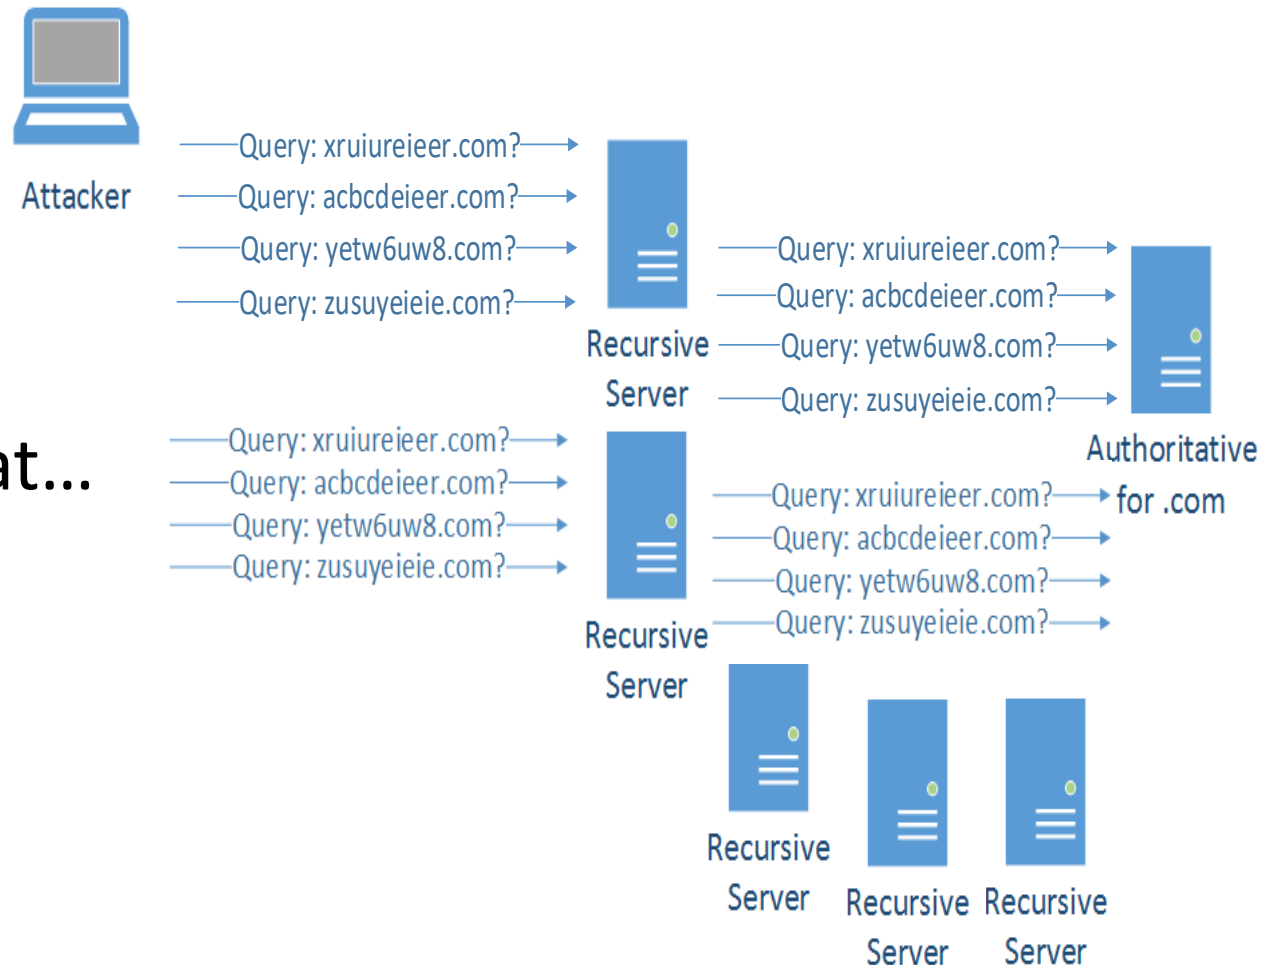 Attacker
Query: xruiureieer.com?
Query: acbcdeieer.com?
Query: yetw6uw8.com?
Query: zusuyeieie.com?
Recursive
Server
Query: xruiureieer.com?
Query: acbcdeieer.com?
Query: yetw6uw8.com?
Query: zusuyeieie.com?
Authoritative
for .com
at...
Query: xruiureieer.com?
Query: acbcdeieer.com?
Query: yetw6uw8.com?
Query: zusuyeieie.com?
Recursive
Server
Query: xruiureieer.com?
Query: acbcdeieer.com?
Query: yetw6uw8.com?
Query: zusuyeieie.com?
Recursive
Server
Recursive
Server
Recursive
Server